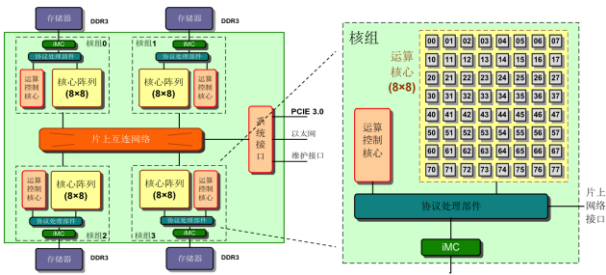 存储器 DDR3
存储器 DDR3
iMC
核组0
iMC
核组1
协议处理部件
协议处理部件
运算
控制
核心
核心阵列
(8×8)
核心阵列
(8×8)
运算
控制
核心
片上互连网络
系统接口
PCIE 3.0
以太网
维护接口
运算
控制
核心
核心阵列
(8×8)
核心阵列
(8×8)
运算
控制
核心
协议处理部件
协议处理部件
iMC
核组2
iMC
核组3
存储器 DDR3
存储器 DDR3
核组
运算
核心
(8×8)
00 01 02 03 04 05 06 07
10 11 12 13 14 15 16 17
20 21 22 23 24 25 26 27
30 31 32 33 34 35 36 37
40 41 42 43 44 45 46 47
50 51 52 53 54 55 56 57
60 61 62 63 64 65 66 67
70 71 72 73 74 75 76 77
运算
控制
核心
协议处理部件
片上
网络
接口
iMC